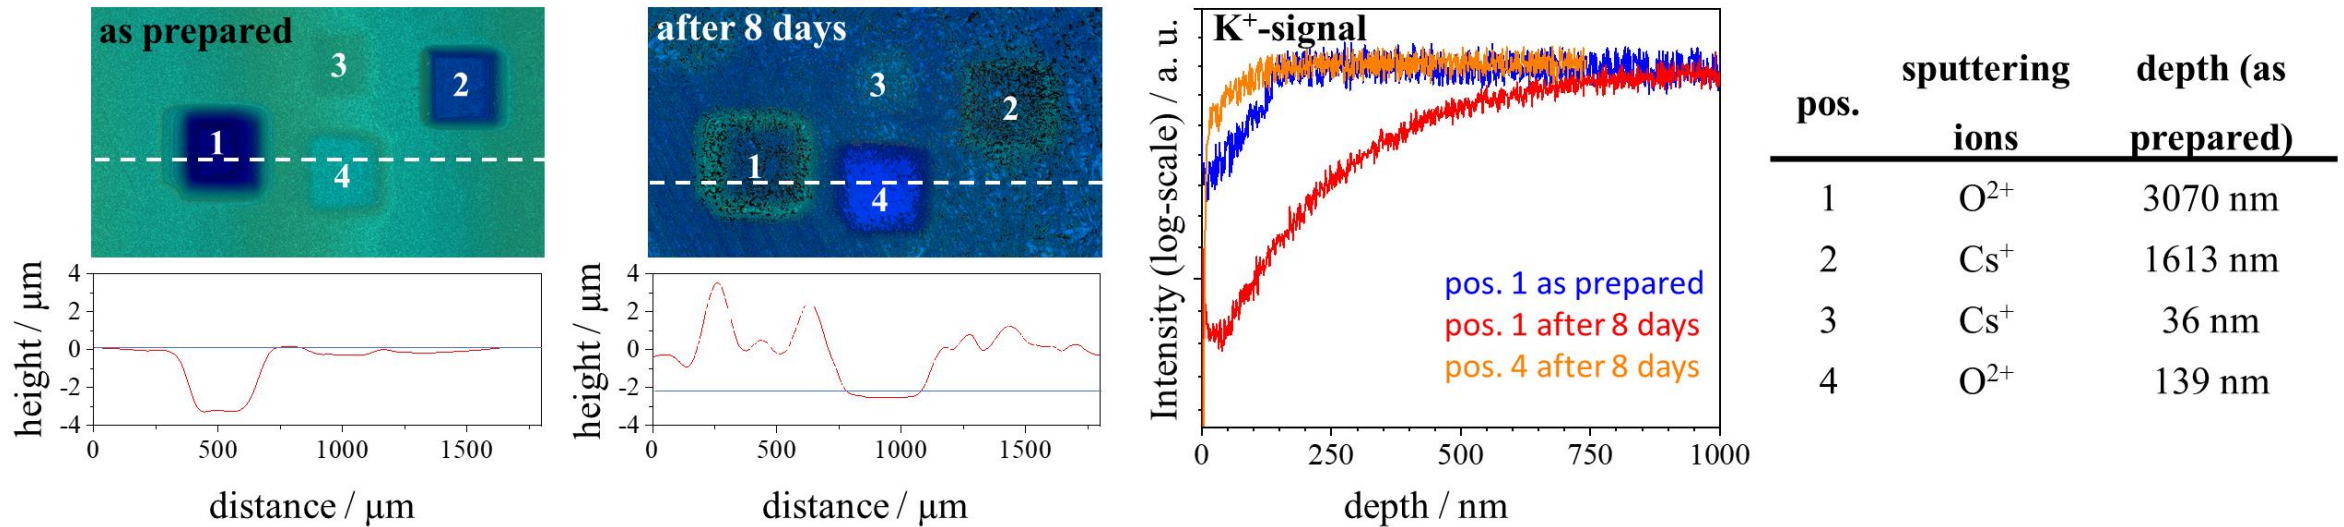 as prepared
3
2
1
4
height / µm
4
2
0
-2
-4
0
500
1000
1500
distance / µm
after 8 days
3
2
1
4
height / µm
4
2
0
-2
-4
0
500
1000
1500
distance / µm
K⁺-signal
Intensity (log-scale) / a. u.
pos. 1 as prepared
pos. 1 after 8 days
pos. 4 after 8 days
0
250
500
750
1000
depth / nm
pos.
sputtering
ions
depth (as
prepared)
1 O²⁺ 3070 nm
2 Cs⁺ 1613 nm
3 Cs⁺ 36 nm
4 O²⁺ 139 nm